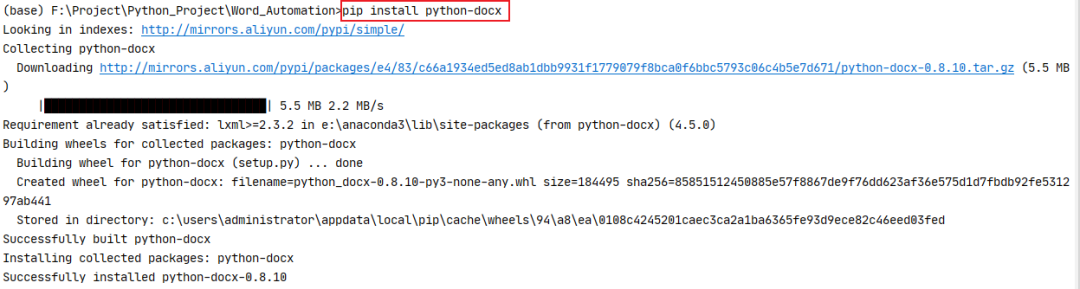 (base) F:\Project\Python_Project\Word_Automation>pip install python-docx
Looking in indexes: http://mirrors.aliyun.com/pypi/simple/
Collecting python-docx
  Downloading http://mirrors.aliyun.com/pypi/packages/e4/83/c66a1934ed5ed8ab1dbb9931f1779079f8bca0f6bbc5793c06c4b5e7d671/python-docx-0.8.10.tar.gz (5.5 MB
)
     |████████████████████████████████| 5.5 MB 2.2 MB/s
Requirement already satisfied: lxml>=2.3.2 in e:\anaconda3\lib\site-packages (from python-docx) (4.5.0)
Building wheels for collected packages: python-docx
  Building wheel for python-docx (setup.py) ... done
  Created wheel for python-docx: filename=python_docx-0.8.10-py3-none-any.whl size=184495 sha256=85851512450885e57f8867de9f76dd623af36e575d1d7fbdb92fe5312
97ab441
  Stored in directory: c:\users\administrator\appdata\local\pip\cache\wheels\94\a8\ea\0108c4245201caec3ca2a1ba6365fe93d9ece82c46eed03fed
Successfully built python-docx
Installing collected packages: python-docx
Successfully installed python-docx-0.8.10